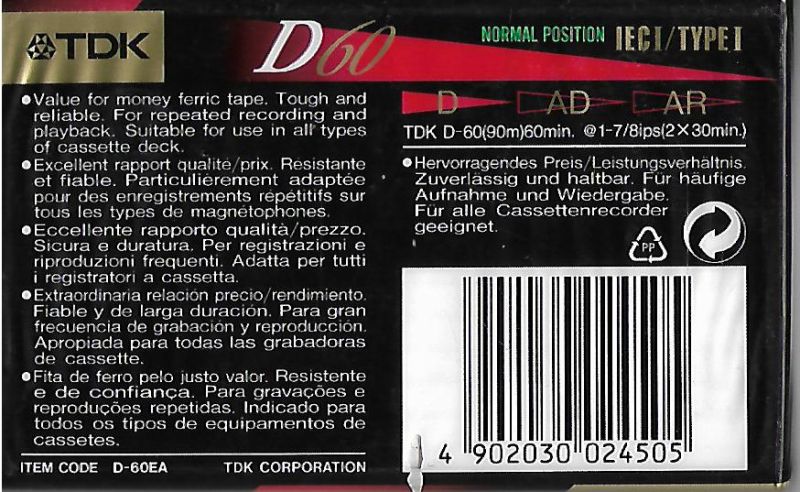 TDK
D60
NORMAL POSITION IECI/TYPEI
●Value for money ferric tape. Tough and
reliable. For repeated recording and
playback. Suitable for use in all types
of cassette deck.
●Excellent rapport qualité/prix. Résistante
et fiable. Particulièrement adaptée
pour des enregistrements répétitifs sur
tous les types de magnétophones.
●Eccellente rapporto qualità/prezzo.
Sicura e duratura. Per registrazioni e
riproduzioni frequenti. Adatta per tutti
i registratori a cassetta.
●Extraordinaria relación precio/rendimiento.
Fiable y de larga duración. Para gran
frecuencia de grabación y reproducción.
Apropiada para todas las grabadoras
de cassette.
●Fita de ferro pelo justo valor. Resistente
e de confiança. Para gravações e
reproduções repetidas. Indicado para
todos os tipos de equipamentos de
cassetes.
ITEM CODE D-60EA TDK CORPORATION
D AD AR
TDK D-60(90m)60min. @1-7/8ips(2×30min.)
●Hervorragendes Preis/Leistungsverhältnis.
Zuverlässig und haltbar. Für häufige
Aufnahme und Wiedergabe.
Für alle Cassettenrecorder
geeignet.
PP
4 902030 024505